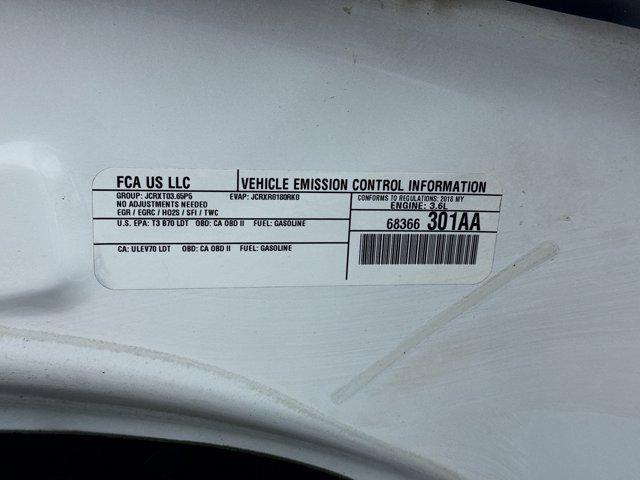 FCA US LLC
VEHICLE EMISSION CONTROL INFORMATION
GROUP: JCRXT03.65P5 EVAP: JCRXR0180RK0
NO ADJUSTMENTS NEEDED
EGR / EGRC / HO2S / SFI / TWC
CONFORMS TO REGULATIONS: 2018 MY
ENGINE: 3.6L
U.S. EPA: T3 B70 LDT OBD: CA OBD II FUEL: GASOLINE
68366 301AA
CA: ULEV70 LDT OBD: CA OBD II FUEL: GASOLINE